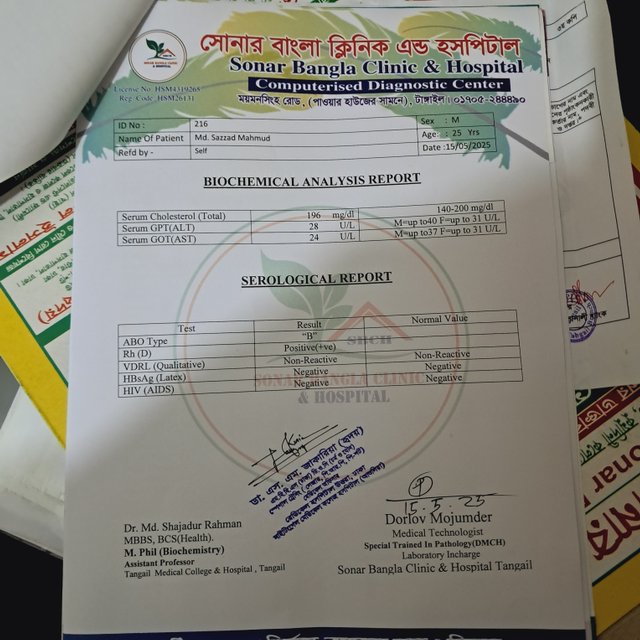 সোনার বাংলা ক্লিনিক এন্ড হসপিটাল
Sonar Bangla Clinic & Hospital
Computerised Diagnostic Center
SONAR BANGLA CLINIC
& HOSPITAL
License No HSM4319265
Reg. Code HSM26131
ময়মনসিংহ রোড, (পাওয়ার হাউজের সামনে), টাঙ্গাইল। ০১৭০৫-২৪৪৪৯০
ID No : 216 Sex : M
Name Of Patient Md. Sazzad Mahmud Age: : 25 Yrs
Refd by - Self Date :15/05/2025
BIOCHEMICAL ANALYSIS REPORT
Serum Cholesterol (Total) 196 mg/dl 140-200 mg/dl
Serum GPT(ALT) 28 U/L M=up to40 F=up to 31 U/L
Serum GOT(AST) 24 U/L M=up to37 F=up to 31 U/L
SEROLOGICAL REPORT
Test Result Normal Value
ABO Type "B"
Rh (D) Positive(+ve)
VDRL (Qualitative) Non-Reactive Non-Reactive
HBsAg (Latex) Negative Negative
HIV (AIDS) Negative Negative
SBCH
SONAR BANGLA CLINIC
& HOSPITAL
ডা. এস. এম. জাকারিয়া (হৃদয়)
15.5.25
Dr. Md. Shajadur Rahman
MBBS, BCS(Health).
M. Phil (Biochemistry)
Assistant Professor
Tangail Medical College & Hospital , Tangail
Dorlov Mojumder
Medical Technologist
Special Trained In Pathology(DMCH)
Laboratory Incharge
Sonar Bangla Clinic & Hospital Tangail